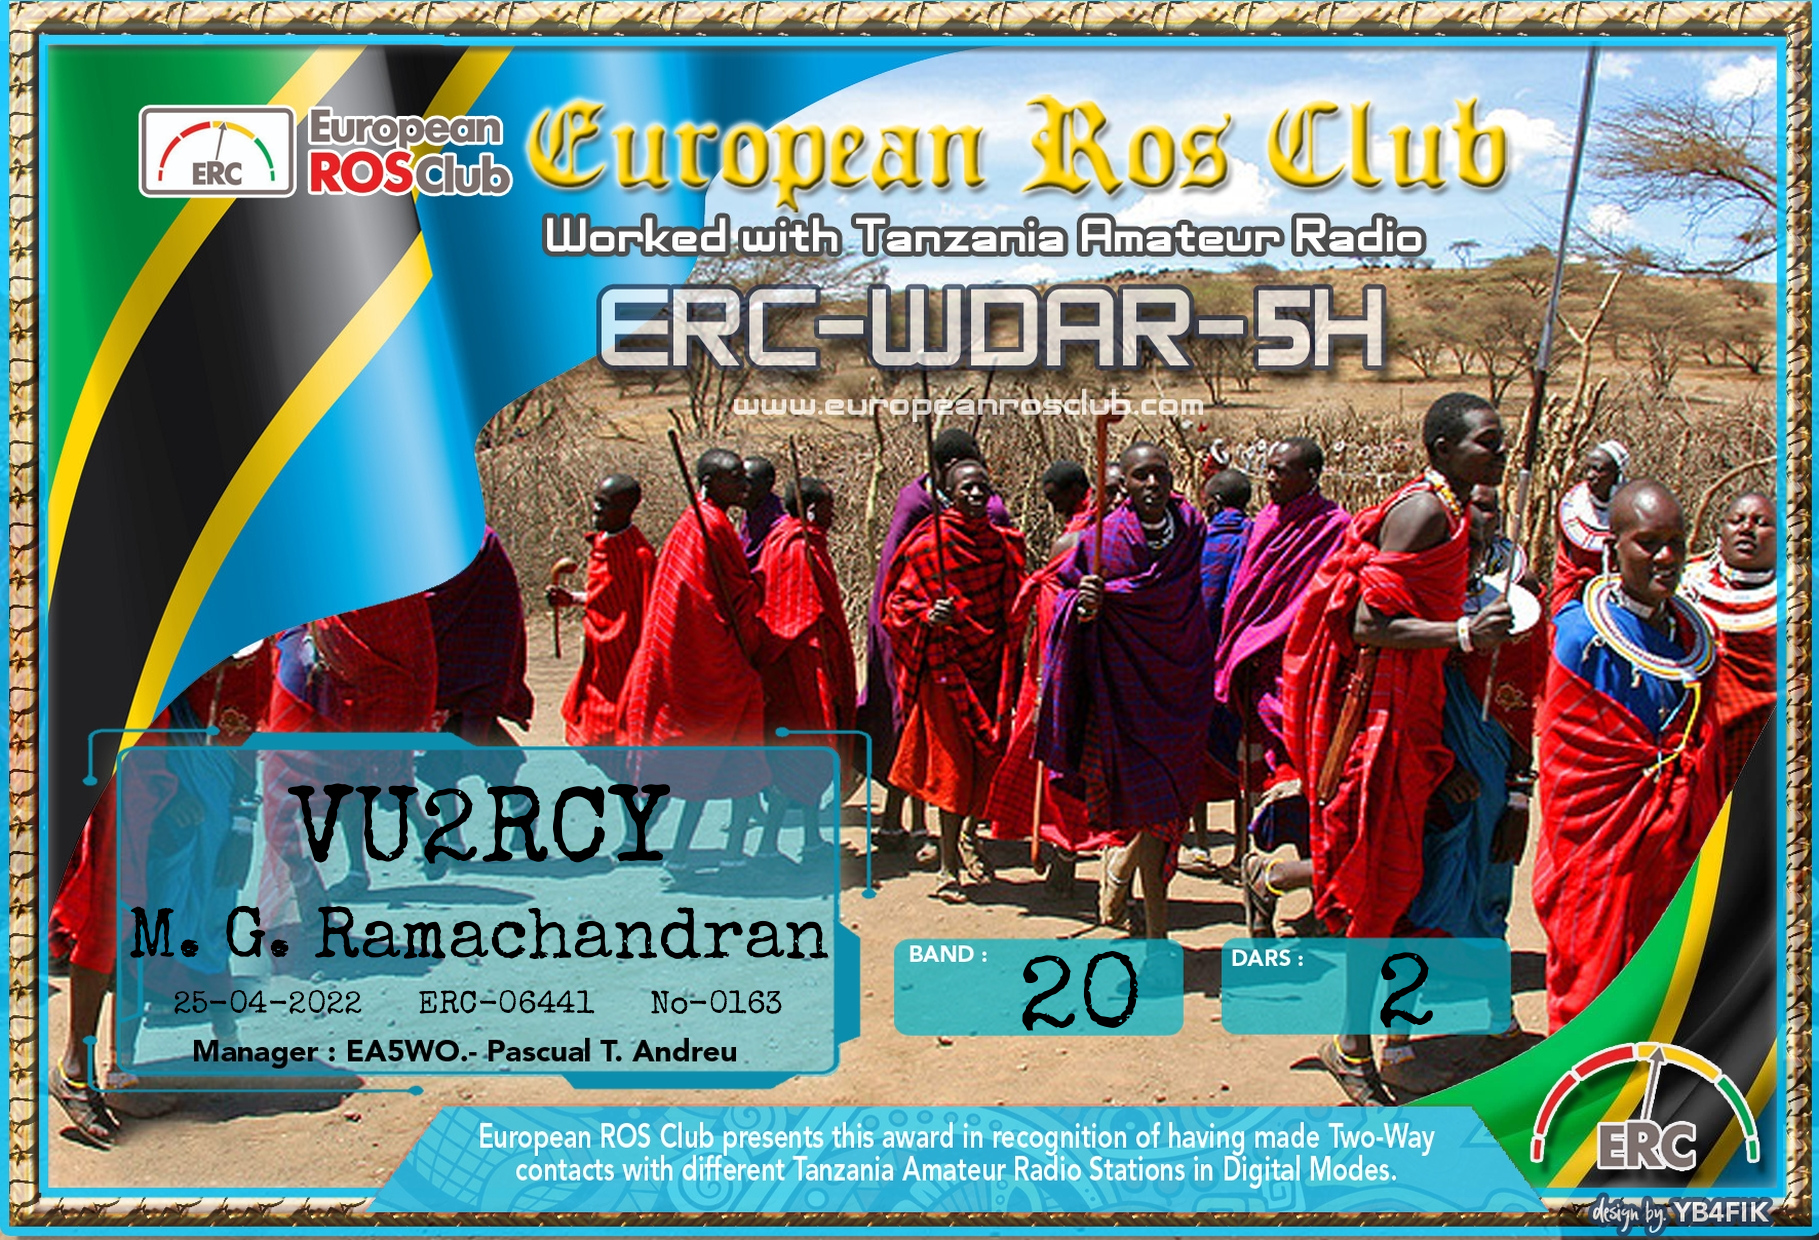 ERC
European
ROSClub
European Ros Club
Worked with Tanzania Amateur Radio
ERC-WDAR-5H
www.europeanrosclub.com
VU2RCY
M. G. Ramachandran
25-04-2022 ERC-06441 No-0163
Manager : EA5WO.- Pascual T. Andreu
BAND : 20
DARS : 2
European ROS Club presents this award in recognition of having made Two-Way
contacts with different Tanzania Amateur Radio Stations in Digital Modes.
ERC
design by. YB4FIK